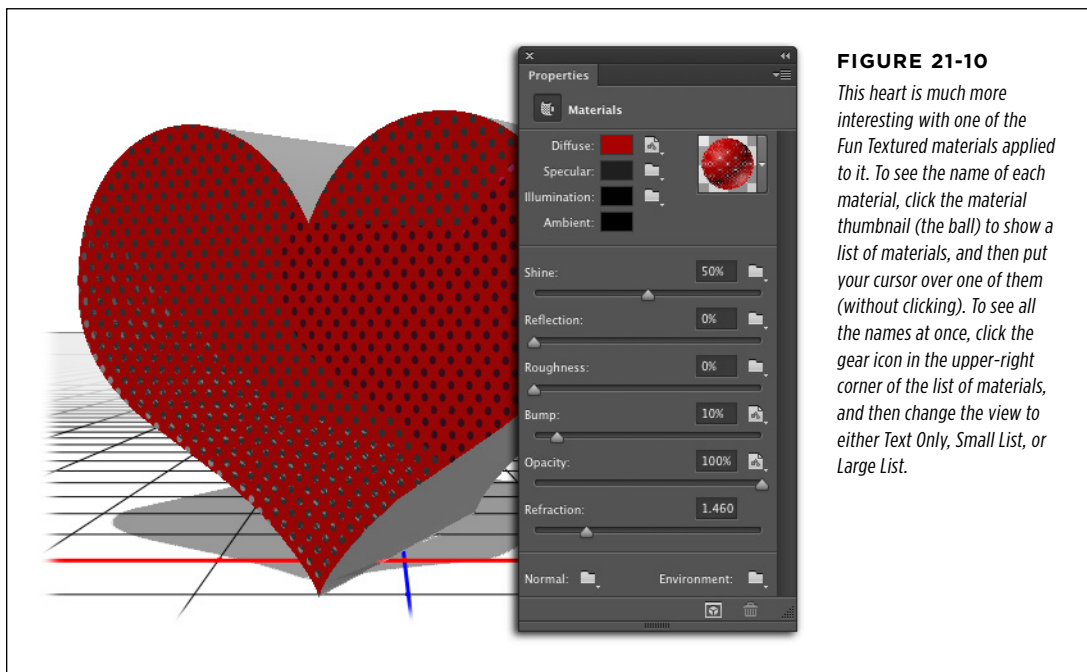 Properties
Materials
Diffuse:
Specular:
Illumination:
Ambient:
Shine: 50%
Reflection: 0%
Roughness: 0%
Bump: 10%
Opacity: 100%
Refraction: 1.460
Normal: Environment:
FIGURE 21-10
This heart is much more
interesting with one of the
Fun Textured materials applied
to it. To see the name of each
material, click the material
thumbnail (the ball) to show a
list of materials, and then put
your cursor over one of them
(without clicking). To see all
the names at once, click the
gear icon in the upper-right
corner of the list of materials,
and then change the view to
either Text Only, Small List, or
Large List.